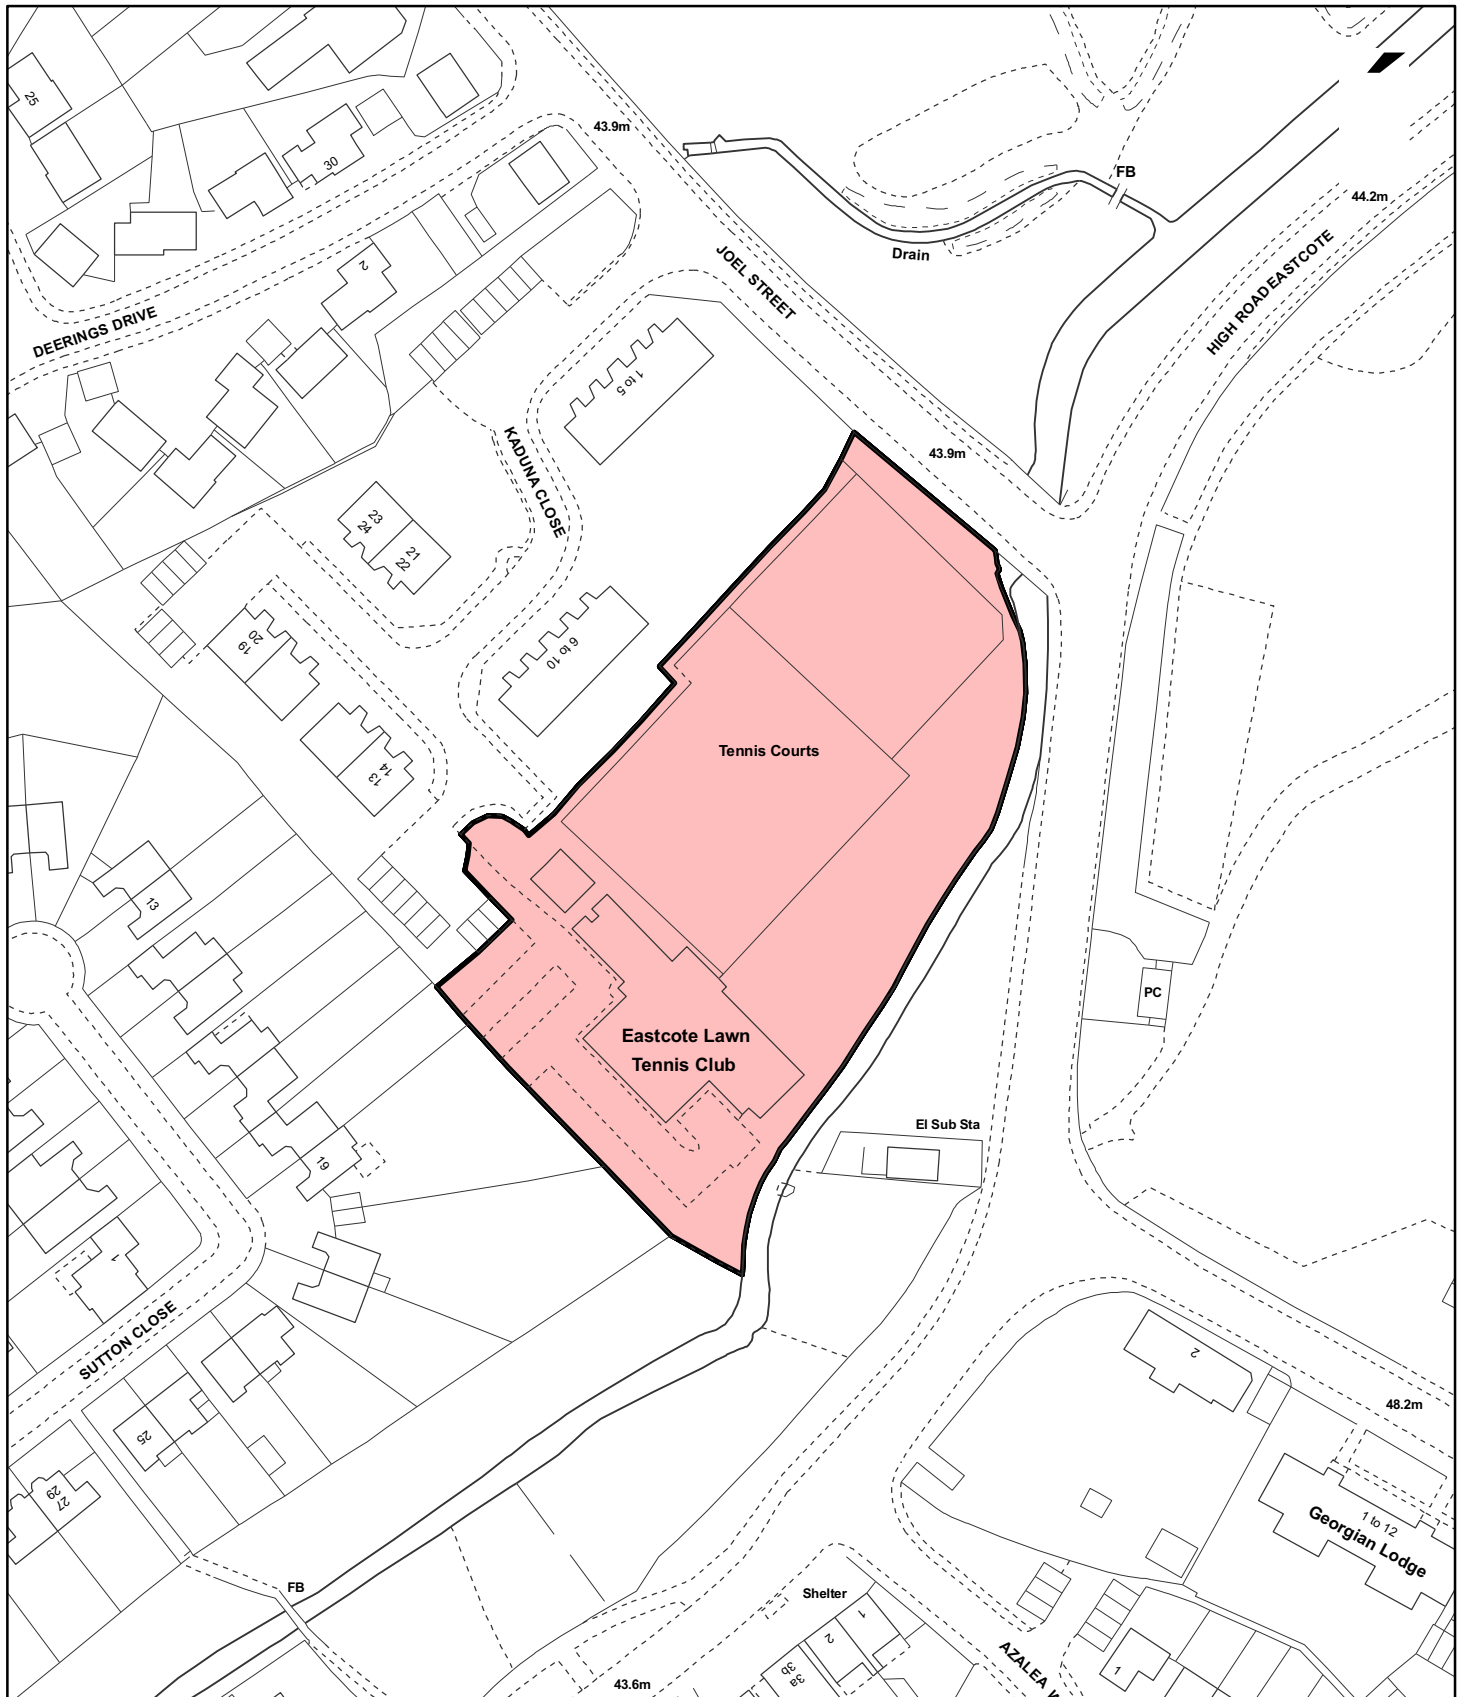 25
30
43.9m
FB
44.2m
JOEL STREET
Drain
HIGH ROAD EASTCOTE
2
DEERINGS DRIVE
1 to 5
KADUNA CLOSE
43.9m
23
24
21
22
20
19
6 to 10
Tennis Courts
14
13
13
PC
Eastcote Lawn
Tennis Club
El Sub Sta
19
1
SUTTON CLOSE
2
48.2m
25
27
29
1 to 12
Georgian Lodge
FB
Shelter
1
2
3a
3b
AZALEA
1
43.6m